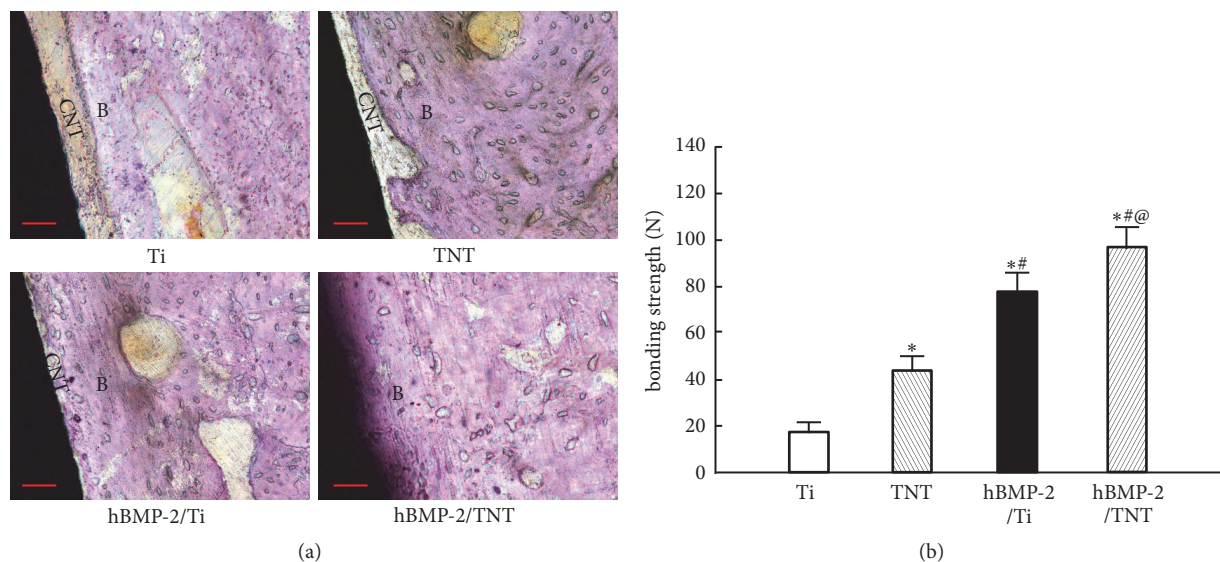 CNT
B
Ti
CNT
B
TNT
CNT
B
hBMP-2/Ti
B
hBMP-2/TNT
(a)
bonding strength (N)
140
120
100
80
60
40
20
0
*
*#
*#@
Ti
TNT
hBMP-2
/Ti
hBMP-2
/TNT
(b)